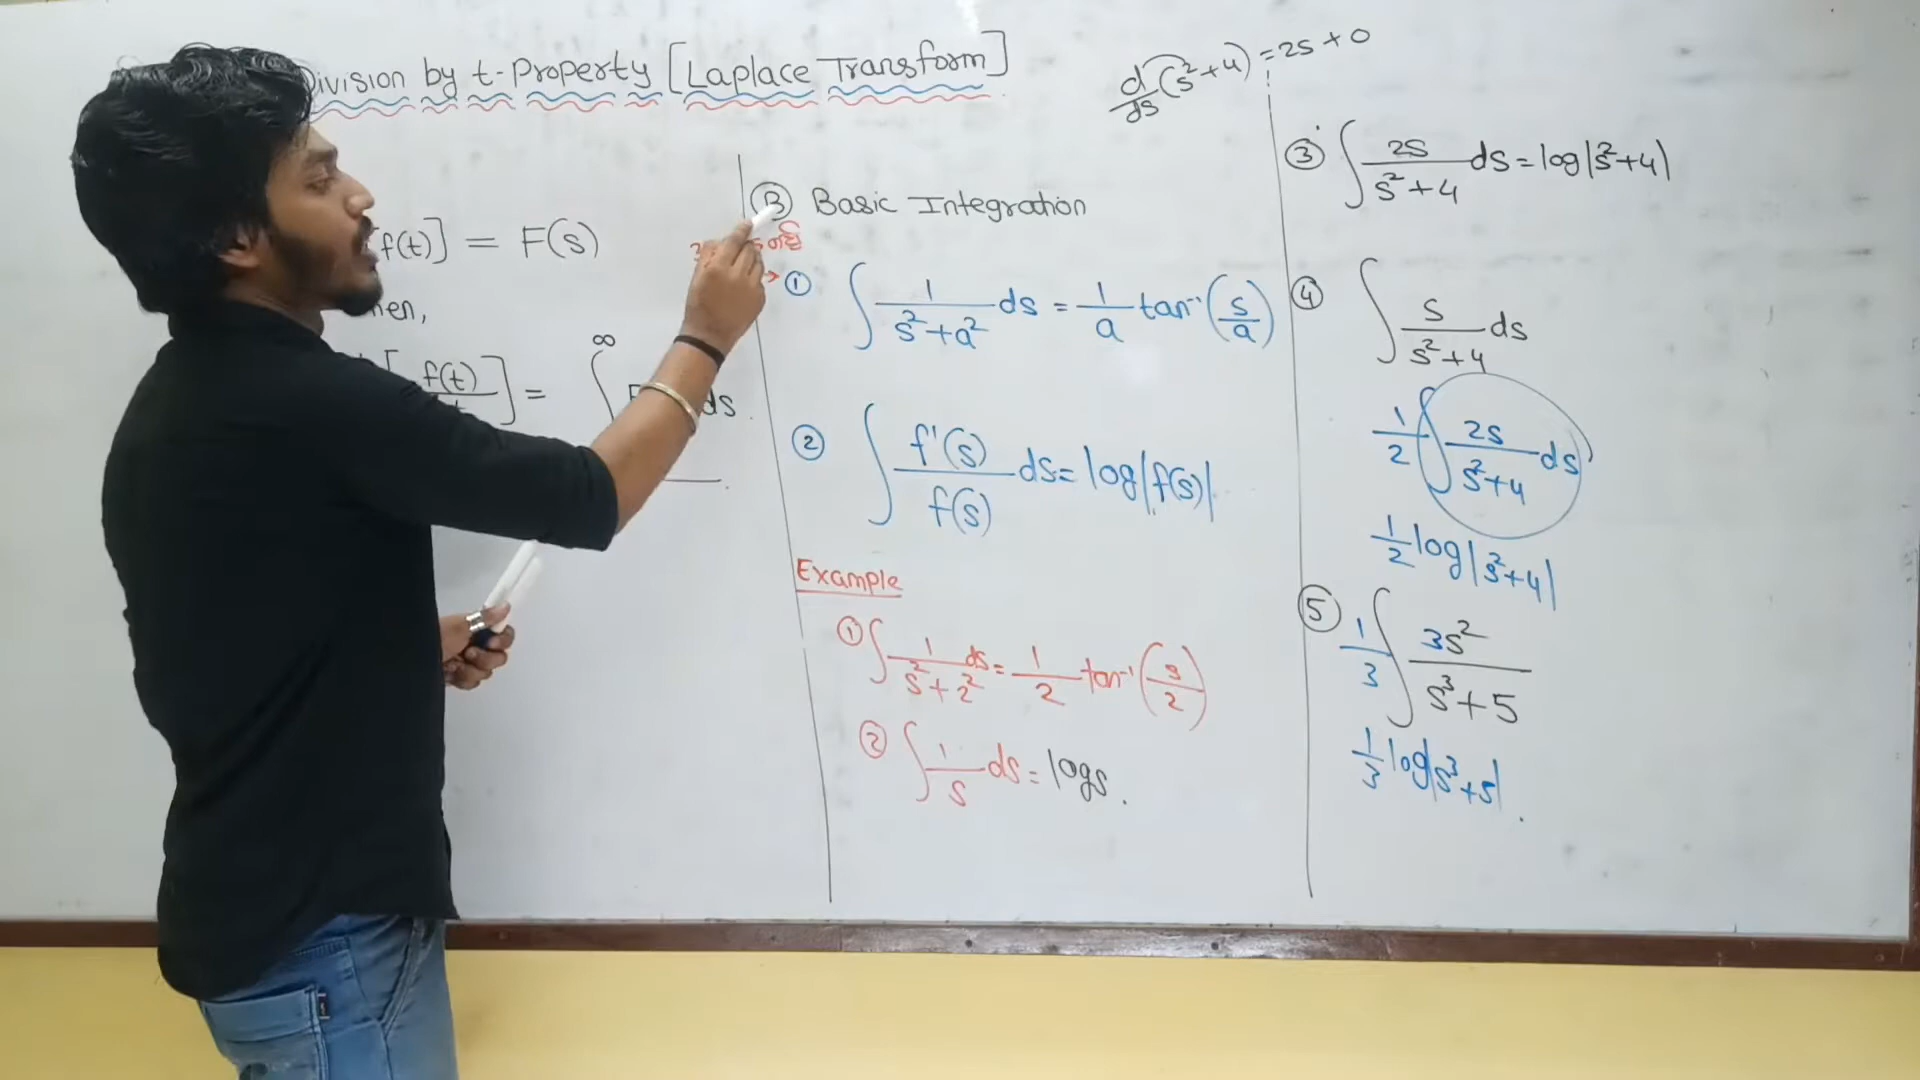 Division by t-Property [Laplace Transform]
f(t)] = F(s)
f(t)
] = ∫ ds
∞
d/ds (s²+4) = 2s+0
Ⓑ Basic Integration
① ∫ 1/(s²+a²) ds = 1/a tan⁻¹(s/a)
② ∫ f'(s)/f(s) ds = log|f(s)|
Example
① ∫ 1/(s²+2²) ds = 1/2 tan⁻¹(s/2)
② ∫ 1/s ds = logs.
③ ∫ 2s/(s²+4) ds = log|s²+4|
④ ∫ s/(s²+4) ds
1/2 ∫ 2s/(s²+4) ds
1/2 log|s²+4|
⑤ 1/3 ∫ 3s²/(s³+5)
1/3 log|s³+5|.